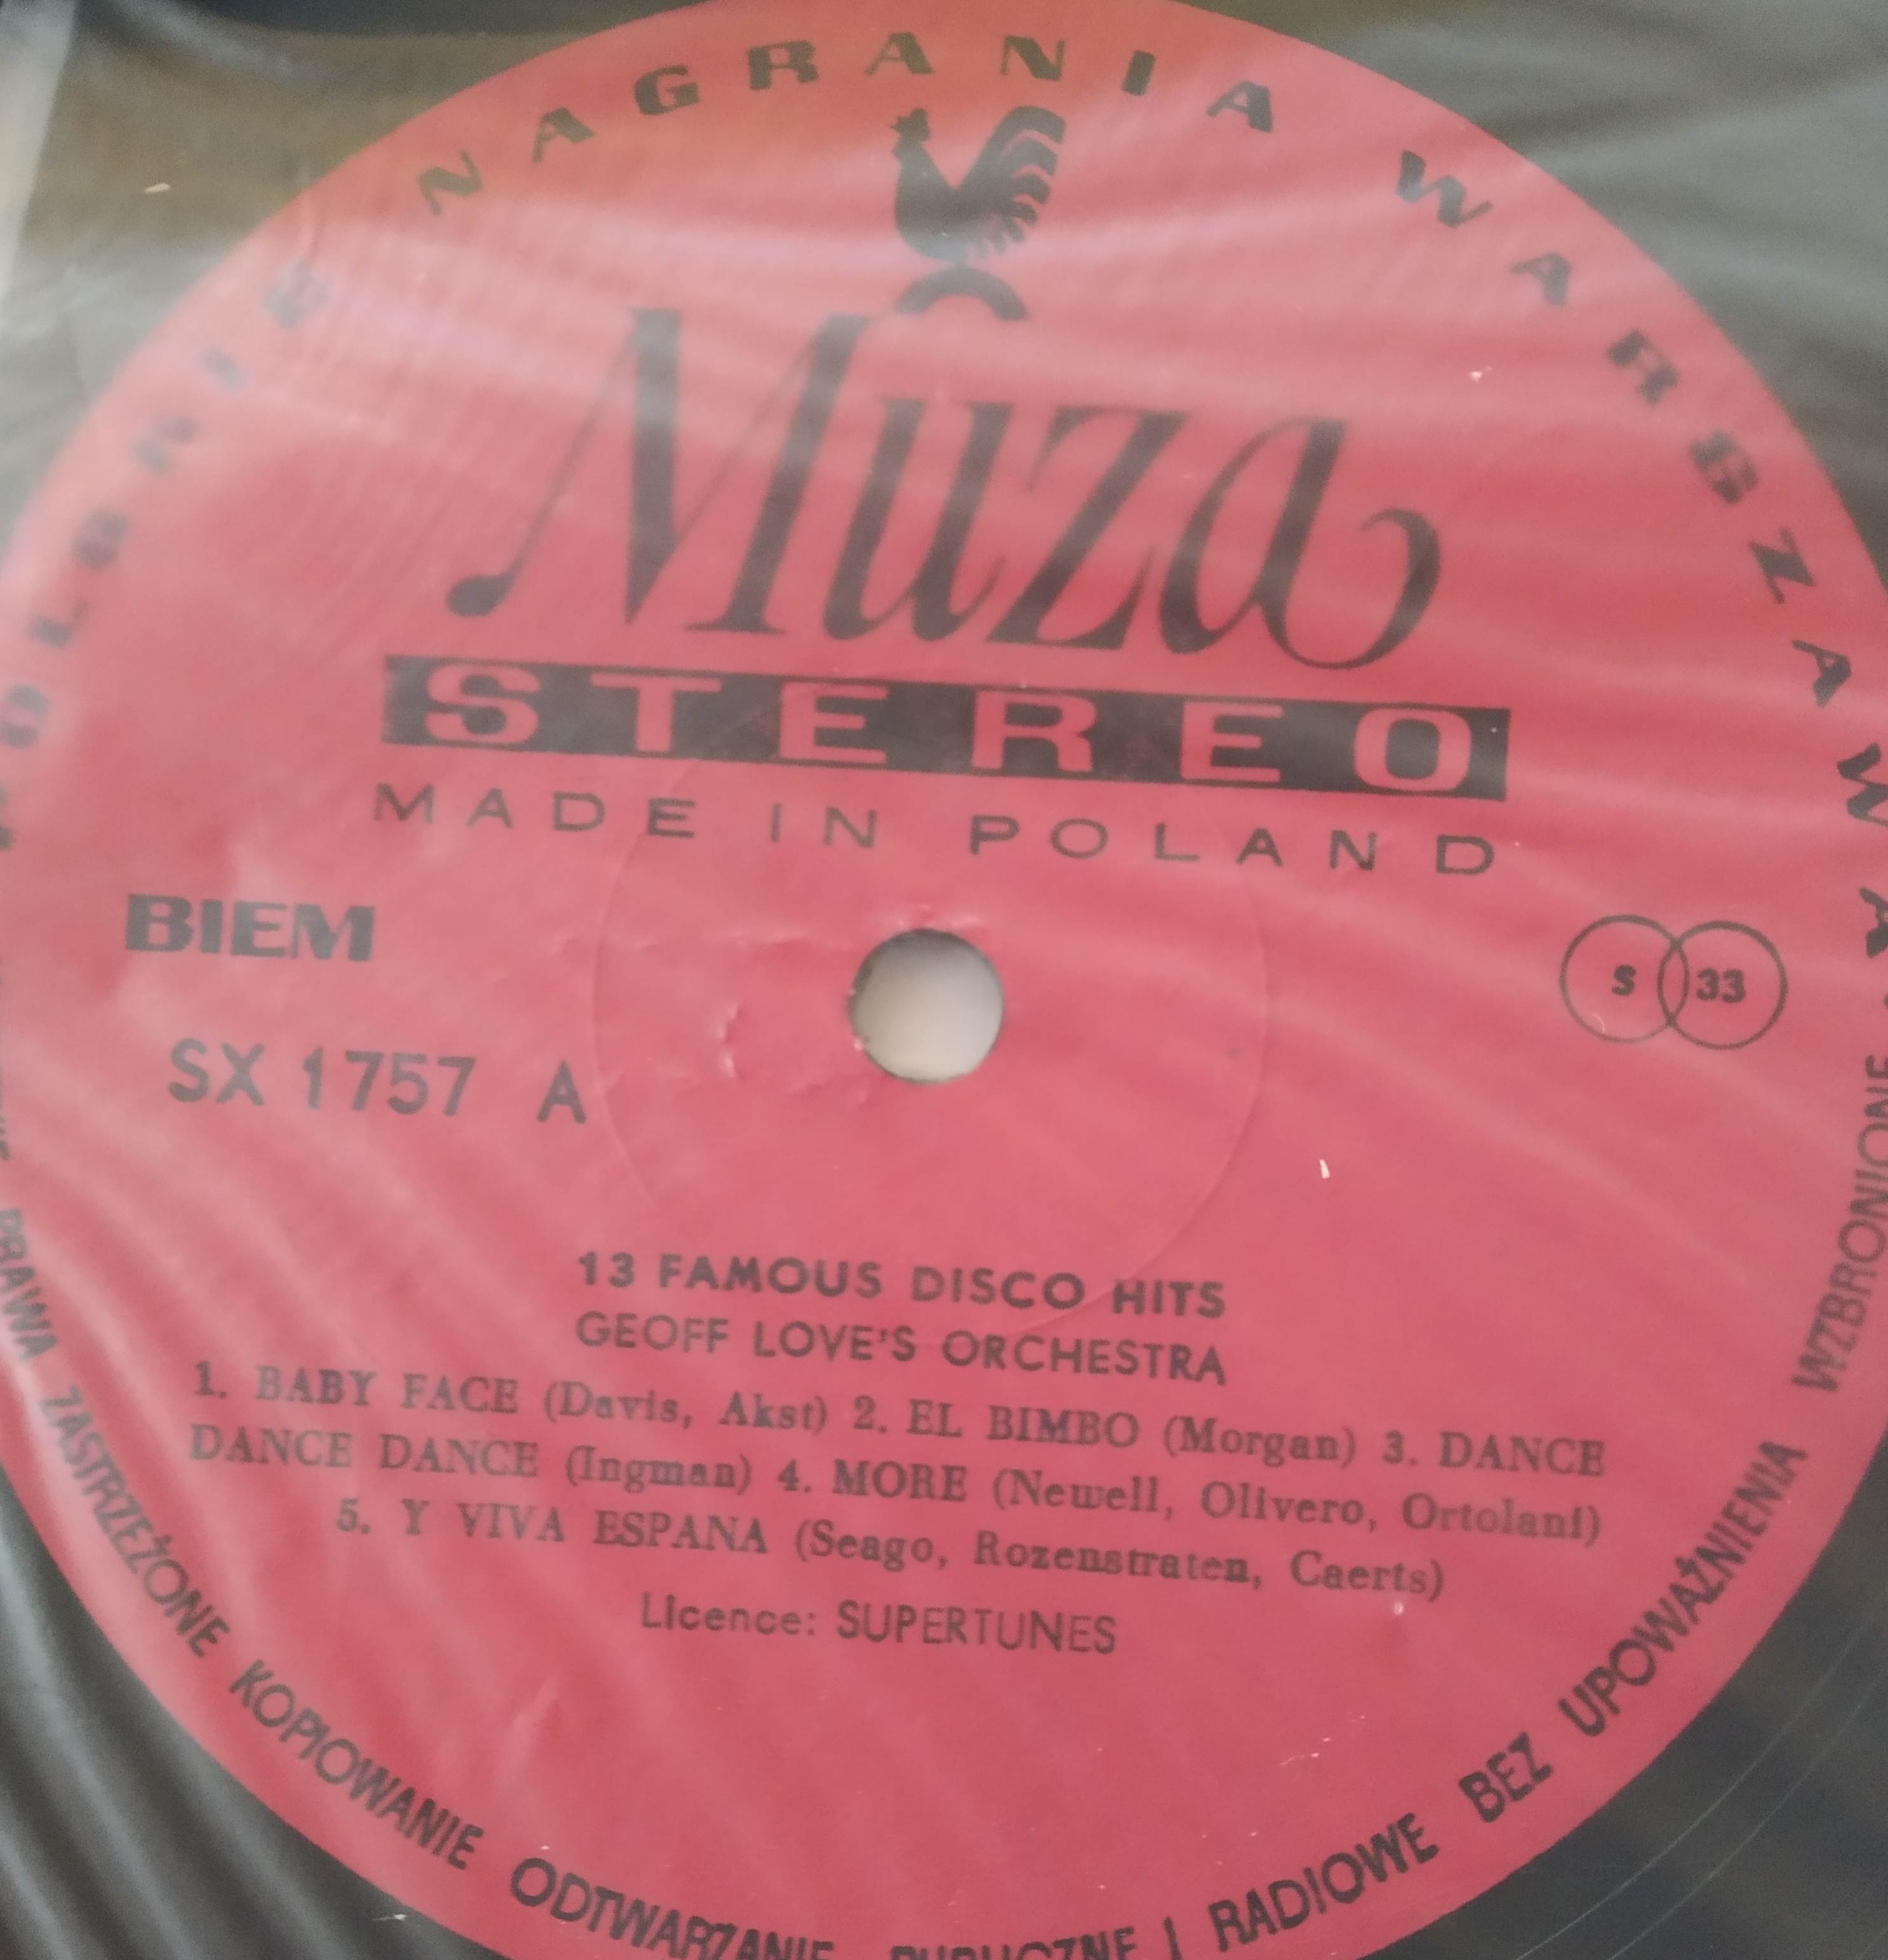 POLSKIE NAGRANIA WARSZAWA
Muza
STEREO
MADE IN POLAND
BIEM
S 33
SX 1757 A
13 FAMOUS DISCO HITS
GEOFF LOVE'S ORCHESTRA
1. BABY FACE (Davis, Akst) 2. EL BIMBO (Morgan) 3. DANCE
DANCE DANCE (Ingman) 4. MORE (Newell, Olivero, Ortolani)
5. Y VIVA ESPANA (Seago, Rozenstraten, Caerts)
Licence: SUPERTUNES
PRAWA ZASTRZEŻONE KOPIOWANIE ODTWARZANIE PUBLICZNE I RADIOWE BEZ UPOWAŻNIENIA WZBRONIONE